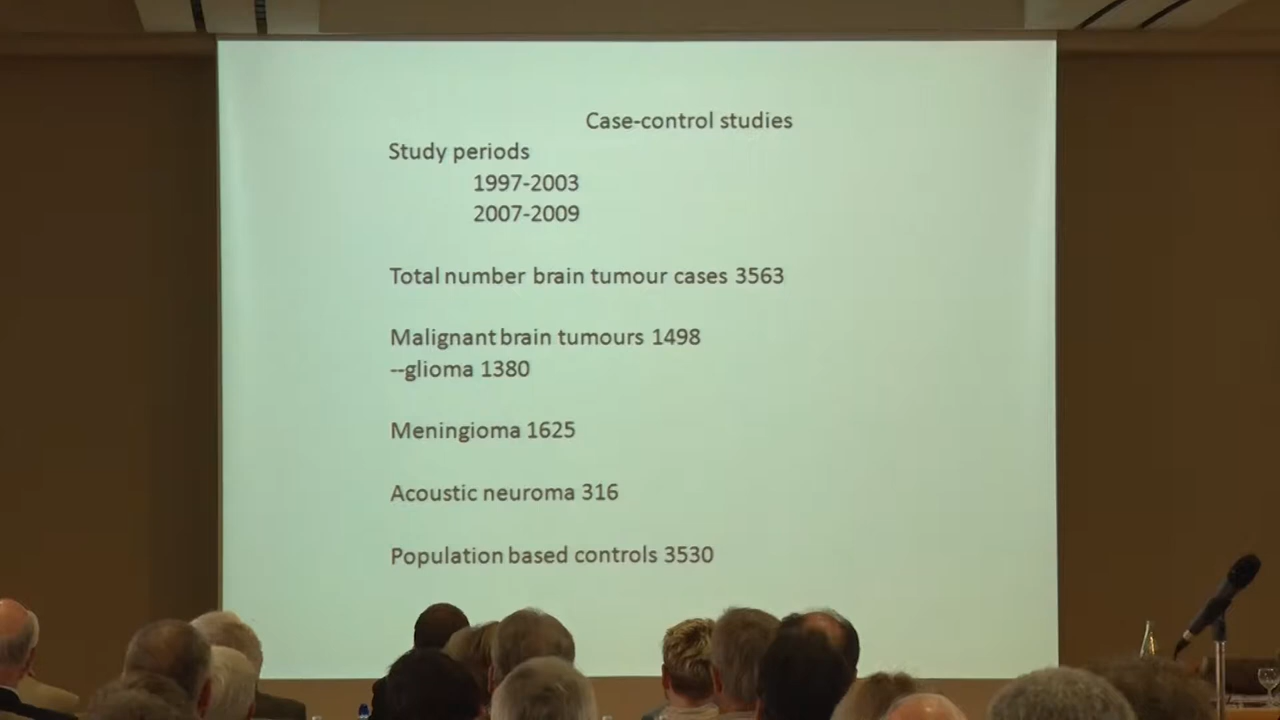 Case-control studies
Study periods
1997-2003
2007-2009
Total number brain tumour cases 3563
Malignant brain tumours 1498
--glioma 1380
Meningioma 1625
Acoustic neuroma 316
Population based controls 3530